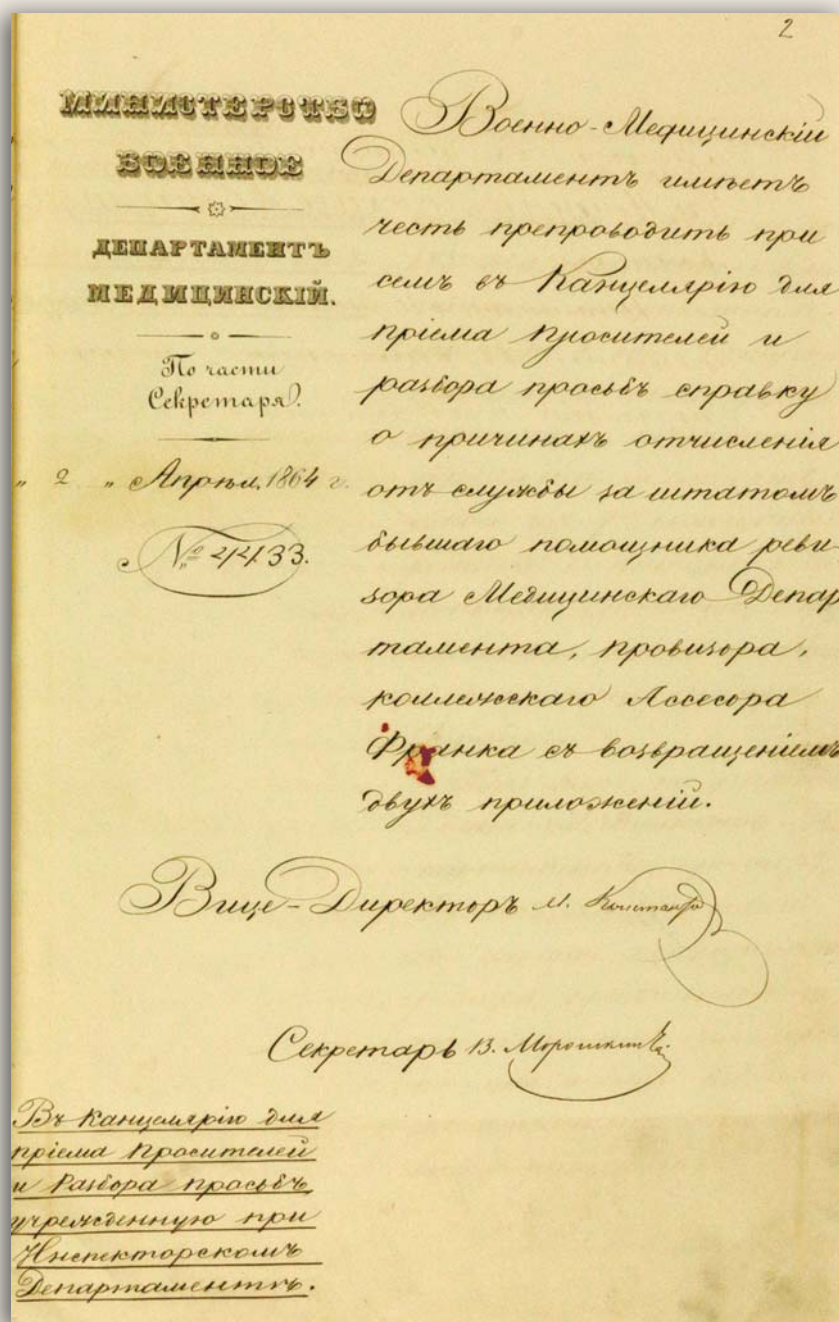 2
МИНИСТЕРСТВО
ВОЕННОЕ
ДЕПАРТАМЕНТЪ
МЕДИЦИНСКІЙ.
По части
Секретаря.
„ 2 „ Апрѣл. 1864 г.
№ 4433.
Военно-Медицинскій
Департаментъ имѣетъ
честь препроводить при
семъ въ Канцелярію для
пріема Просителей и
разбора просьбъ справку
о причинахъ отчисленія
отъ службы за штатомъ
бывшаго помощника реви-
зора Медицинскаго Депар
тамента, провизора,
коллежскаго Ассесора
Франка съ возвращеніемъ
двухъ приложеній.
Вице-Директоръ
Секретарь В. Морошкинъ
Въ Канцелярію для
пріема Просителей
и Разбора просьбъ
учрежденную при
Инспекторскомъ
Департаментѣ.